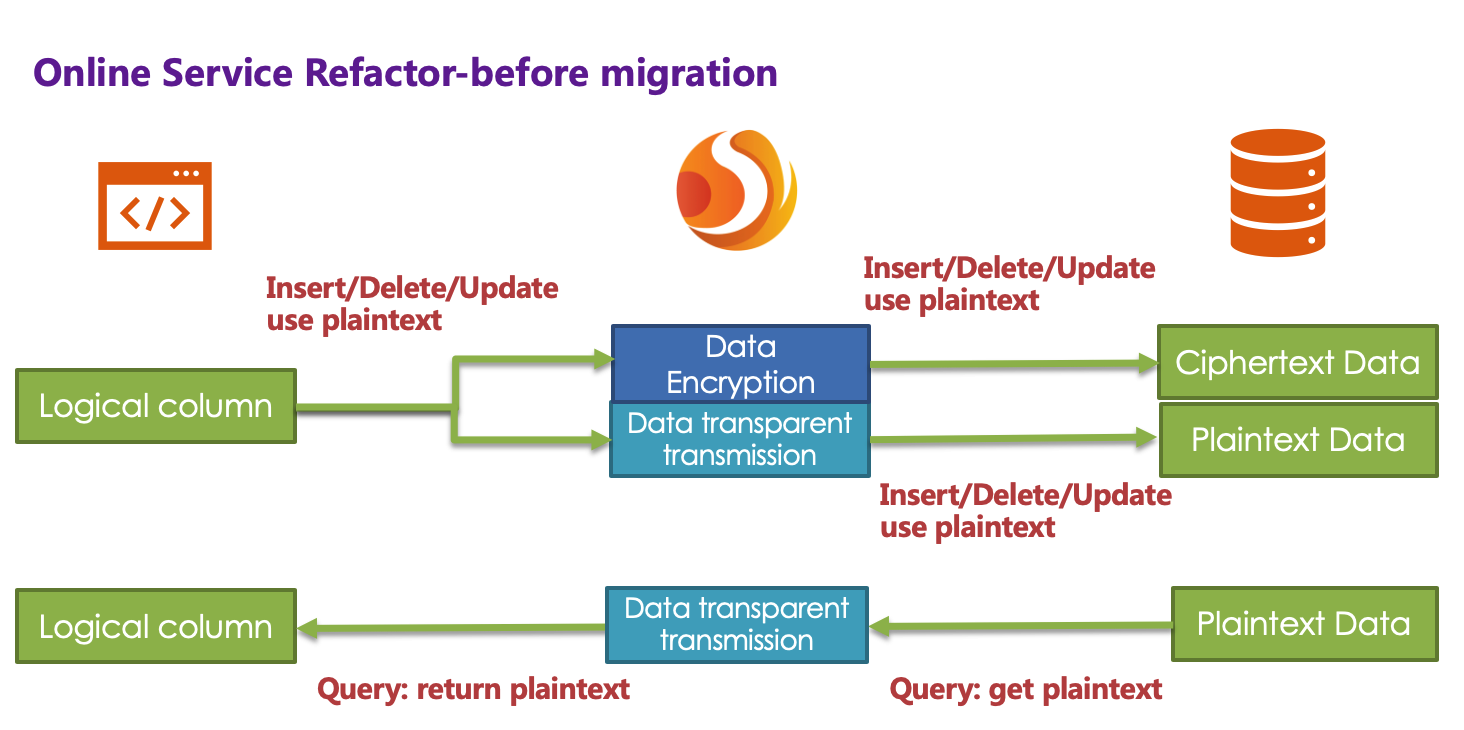 Online Service Refactor-before migration
</>
Insert/Delete/Update
use plaintext
Insert/Delete/Update
use plaintext
Logical column
Data
Encryption
Data transparent
transmission
Ciphertext Data
Plaintext Data
Insert/Delete/Update
use plaintext
Logical column
Data transparent
transmission
Plaintext Data
Query: return plaintext
Query: get plaintext